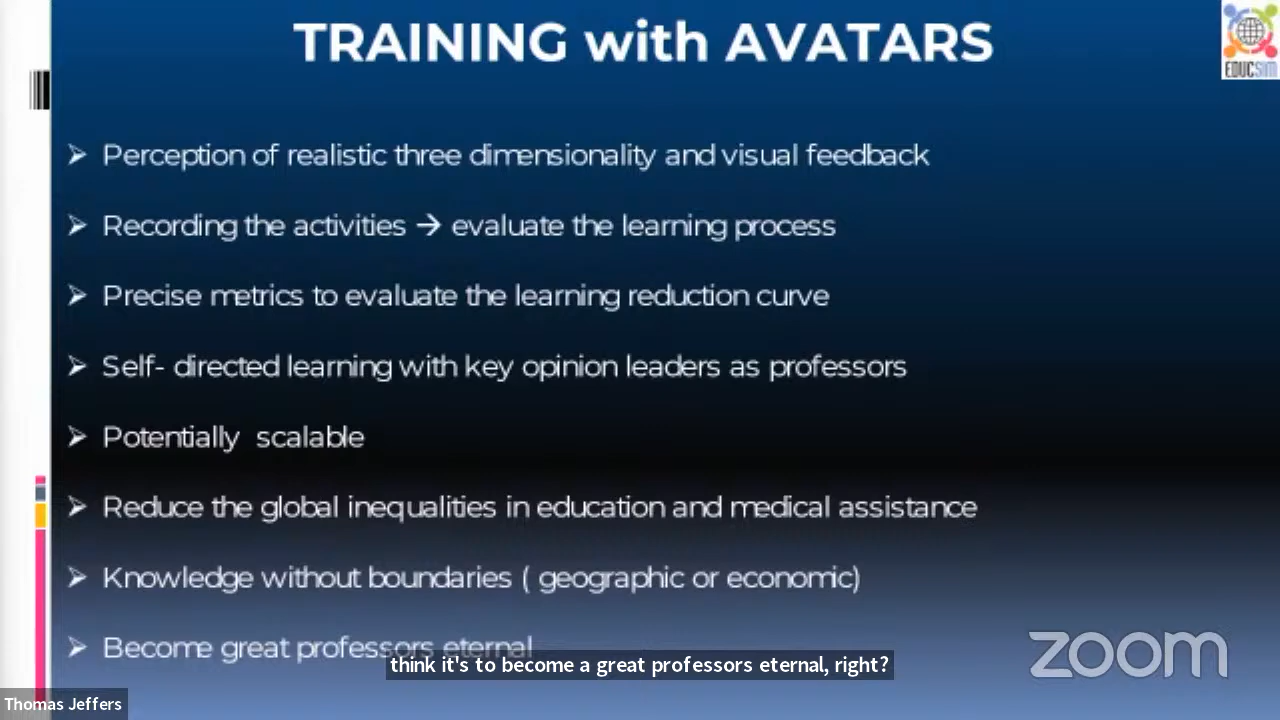 TRAINING with AVATARS
EDUCSIM
➢ Perception of realistic three dimensionality and visual feedback
➢ Recording the activities → evaluate the learning process
➢ Precise metrics to evaluate the learning reduction curve
➢ Self- directed learning with key opinion leaders as professors
➢ Potentially  scalable
➢ Reduce the global inequalities in education and medical assistance
➢ Knowledge without boundaries ( geographic or economic)
➢ Become great professors eternal
think it's to become a great professors eternal, right?
zoom
Thomas Jeffers